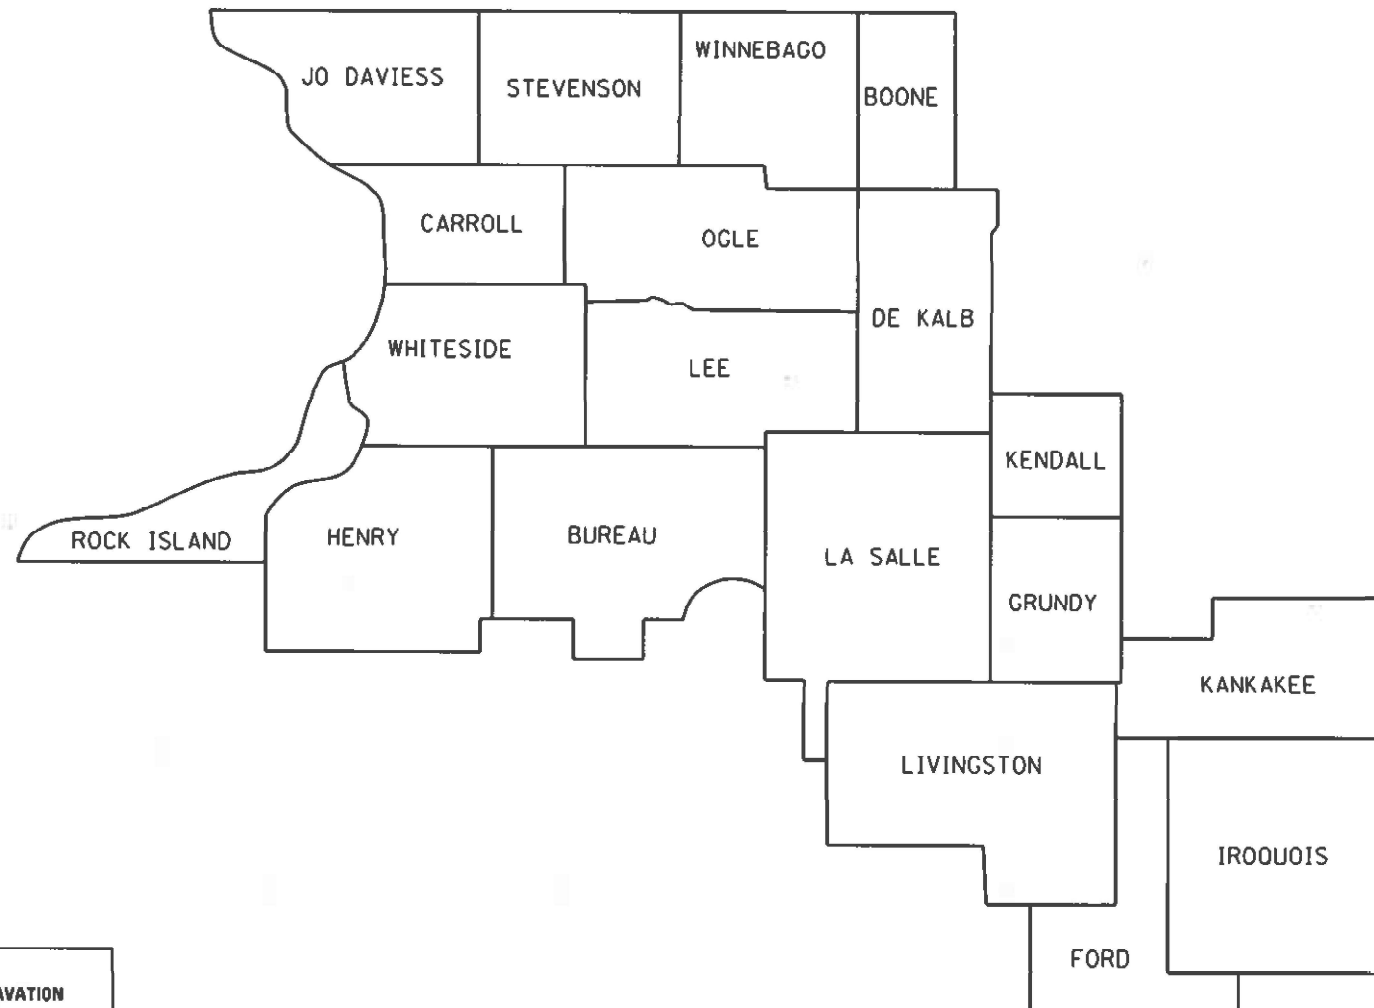 WINNEBAGO
JO DAVIESS
STEVENSON
BOONE
CARROLL
OGLE
DE KALB
WHITESIDE
LEE
KENDALL
ROCK ISLAND
HENRY
BUREAU
LA SALLE
GRUNDY
KANKAKEE
LIVINGSTON
IROQUOIS
FORD
AVATION